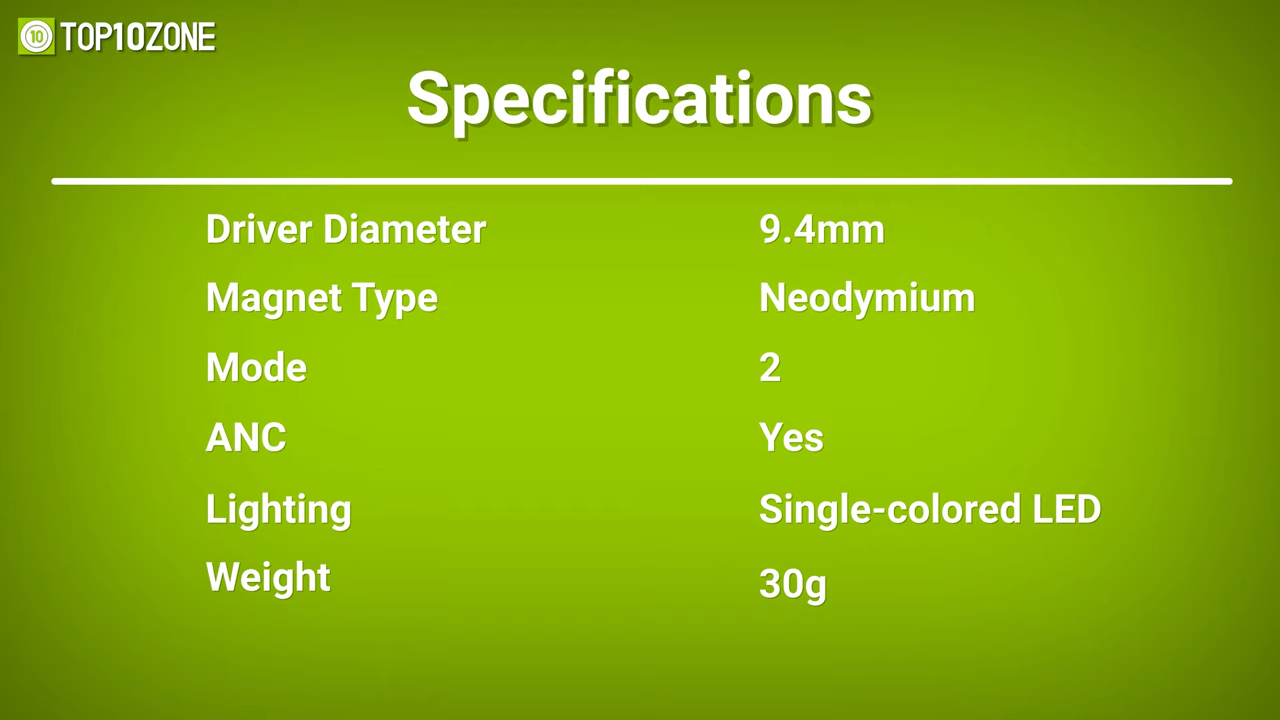 10 TOP10ZONE
Specifications
Driver Diameter 9.4mm
Magnet Type Neodymium
Mode 2
ANC Yes
Lighting Single-colored LED
Weight 30g